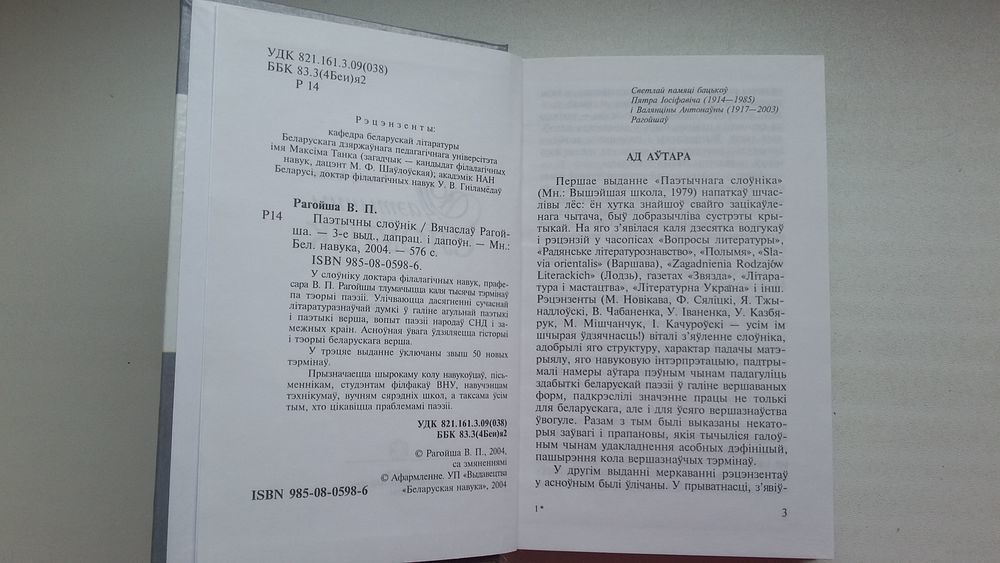 УДК 821.161.3.09(038)
ББК 83.3(4Беи)я2
Р 14
Рэцэнзенты:
кафедра беларускай літаратуры
Беларускага дзяржаўнага педагагічнага універсітэта
імя Максіма Танка (загадчык — кандыдат філалагічных
навук, дацэнт М. Ф. Шаўлоўская); акадэмік НАН
Беларусі, доктар філалагічных навук У. В. Гніламёдаў
Рагойша В. П.
Р14 Паэтычны слоўнік / Вячаслаў Рагой-
ша. — 3-е выд., дапрац. і дапоўн. — Мн.:
Бел. навука, 2004. — 576 с.
ISBN 985-08-0598-6.
У слоўніку доктара філалагічных навук, прафе-
сара В. П. Рагойшы тлумачыцца каля тысячы тэрмінаў
па тэорыі паэзіі. Улічваюцца дасягненні сучаснай
літаратуразнаўчай думкі ў галіне агульнай паэтыкі
і паэтыкі верша, вопыт паэзіі народаў СНД і за-
межных краін. Асноўная ўвага ўдзяляецца гісторыі
і тэорыі беларускага верша.
У трэцяе выданне ўключаны звыш 50 новых
тэрмінаў.
Прызначаецца шырокаму колу навукоўцаў, пісь-
меннікам, студэнтам філфакаў ВНУ, навучэнцам
тэхнікумаў, вучням сярэдніх школ, а таксама ўсім
тым, хто цікавіцца праблемамі паэзіі.
УДК 821.161.3.09(038)
ББК 83.3(4Беи)я2
© Рагойша В. П., 2004,
са змяненнямі
© Афармленне. УП «Выдавецтва
«Беларуская навука», 2004
ISBN 985-08-0598-6
Светлай памяці бацькоў
Пятра Іосіфавіча (1914—1985)
і Валянціны Антонаўны (1917—2003)
Рагойшаў
АД АЎТАРА
Першае выданне «Паэтычнага слоўніка»
(Мн.: Вышэйшая школа, 1979) напаткаў шчас-
лівы лёс: ён хутка знайшоў свайго зацікаўле-
нага чытача, быў добразычліва сустрэты кры-
тыкай. На яго з’явілася каля дзесятка водгукаў
і рэцэнзій у часопісах «Вопросы литературы»,
«Радянське літературознавство», «Полымя», «Sla-
via orientalis» (Варшава), «Zagadnienia Rodzajów
Literackich» (Лодзь), газетах «Звязда», «Літара-
тура і мастацтва», «Літературна Україна» і інш.
Рэцэнзенты (М. Новікава, Ф. Сяліцкі, Я. Тжы-
надлоўскі, В. Чабаненка, У. Іваненка, У. Казбя-
рук, М. Мішчанчук, І. Качуроўскі — усім ім
шчырая ўдзячнасць!) віталі з’яўленне слоўніка,
адобрылі яго структуру, характар падачы матэ-
рыялу, яго навуковую інтэрпрэтацыю, падтры-
малі намеры аўтара пэўным чынам падагуліць
здабыткі беларускай паэзіі ў галіне вершаваных
форм, падкрэслілі значэнне працы не толькі
для беларускага, але і для ўсяго вершазнаўства
ўвогуле. Разам з тым былі выказаны некато-
рыя заўвагі і прапановы, якія тычыліся галоў-
ным чынам удакладнення асобных дэфініцый,
пашырэння кола вершазнаўчых тэрмінаў.
У другім выданні меркаванні рэцэнзентаў
у асноўным былі ўлічаны. У прыватнасці, з’явіў-
1*
3